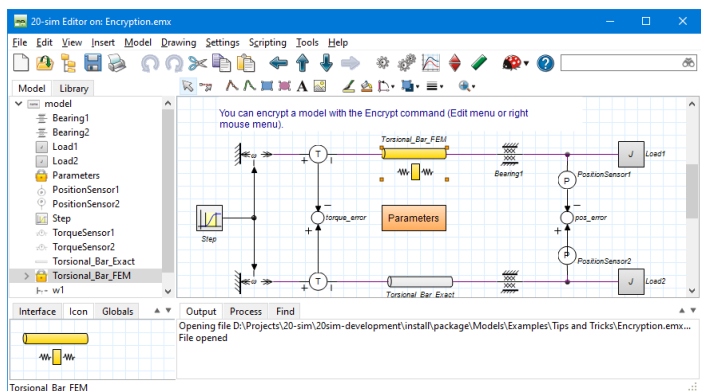 20-sim Editor on: Encryption.emx
File Edit View Insert Model Drawing Settings Scripting Tools Help
Model Library
model
Bearing1
Bearing2
Load1
Load2
Parameters
PositionSensor1
PositionSensor2
Step
TorqueSensor1
TorqueSensor2
Torsional_Bar_Exact
Torsional_Bar_FEM
w1
You can encrypt a model with the Encrypt command (Edit menu or right
mouse menu).
Torsional_Bar_FEM
ω
T
J
Load1
Bearing1
P
PositionSensor1
Step
torque_error
Parameters
pos_error
P
PositionSensor2
ω
T
J
Load2
Torsional_Bar_Exact
Interface Icon Globals
Output Process Find
Opening file D:\Projects\20-sim\20sim-development\install\package\Models\Examples\Tips and Tricks\Encryption.emx...
File opened
Torsional_Bar_FEM